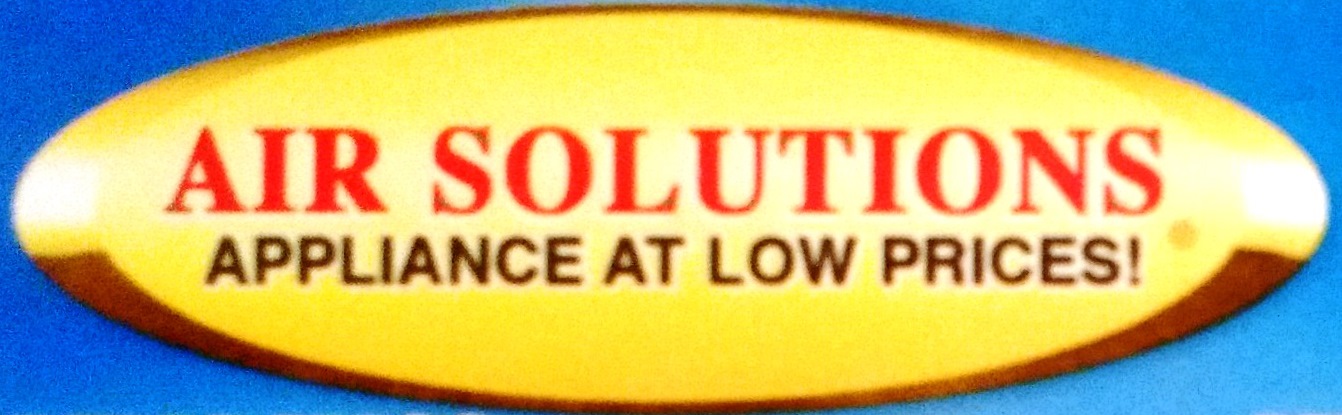 AIR SOLUTIONS
APPLIANCE AT LOW PRICES!